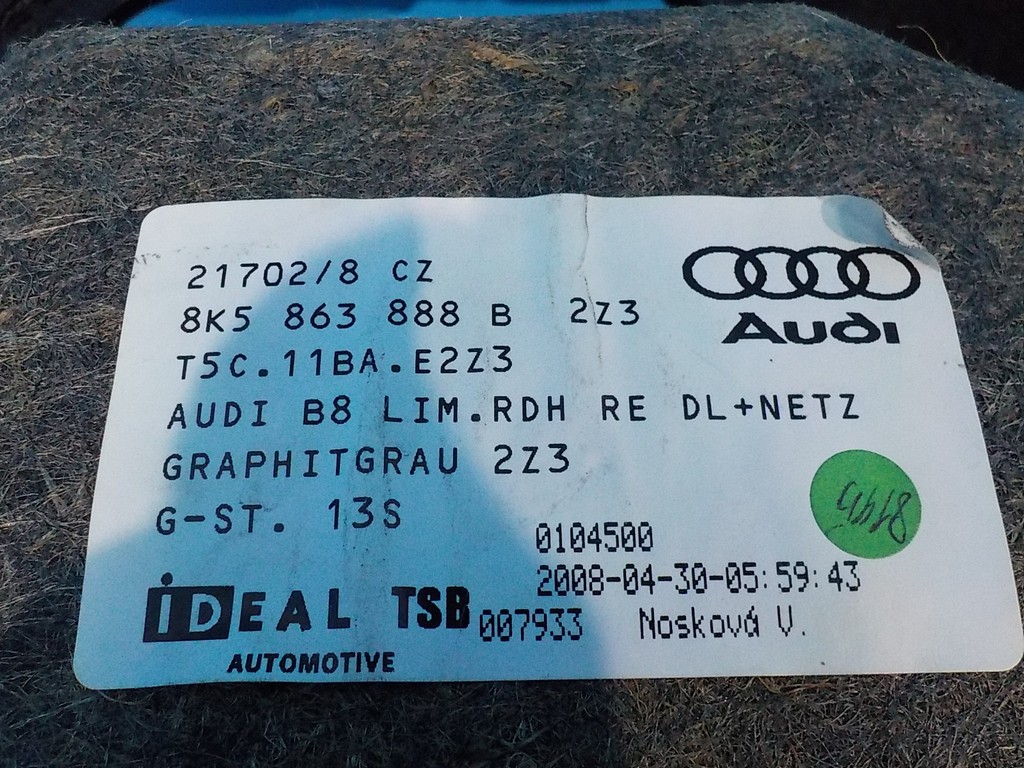 21702/8 CZ
8K5 863 888 B 2Z3
Audi
T5C.11BA.E2Z3
AUDI B8 LIM.RDH RE DL+NETZ
GRAPHITGRAU 2Z3
G-ST. 13S
0104500
2008-04-30-05:59:43
iDEAL TSB 007933 Nosková V.
AUTOMOTIVE